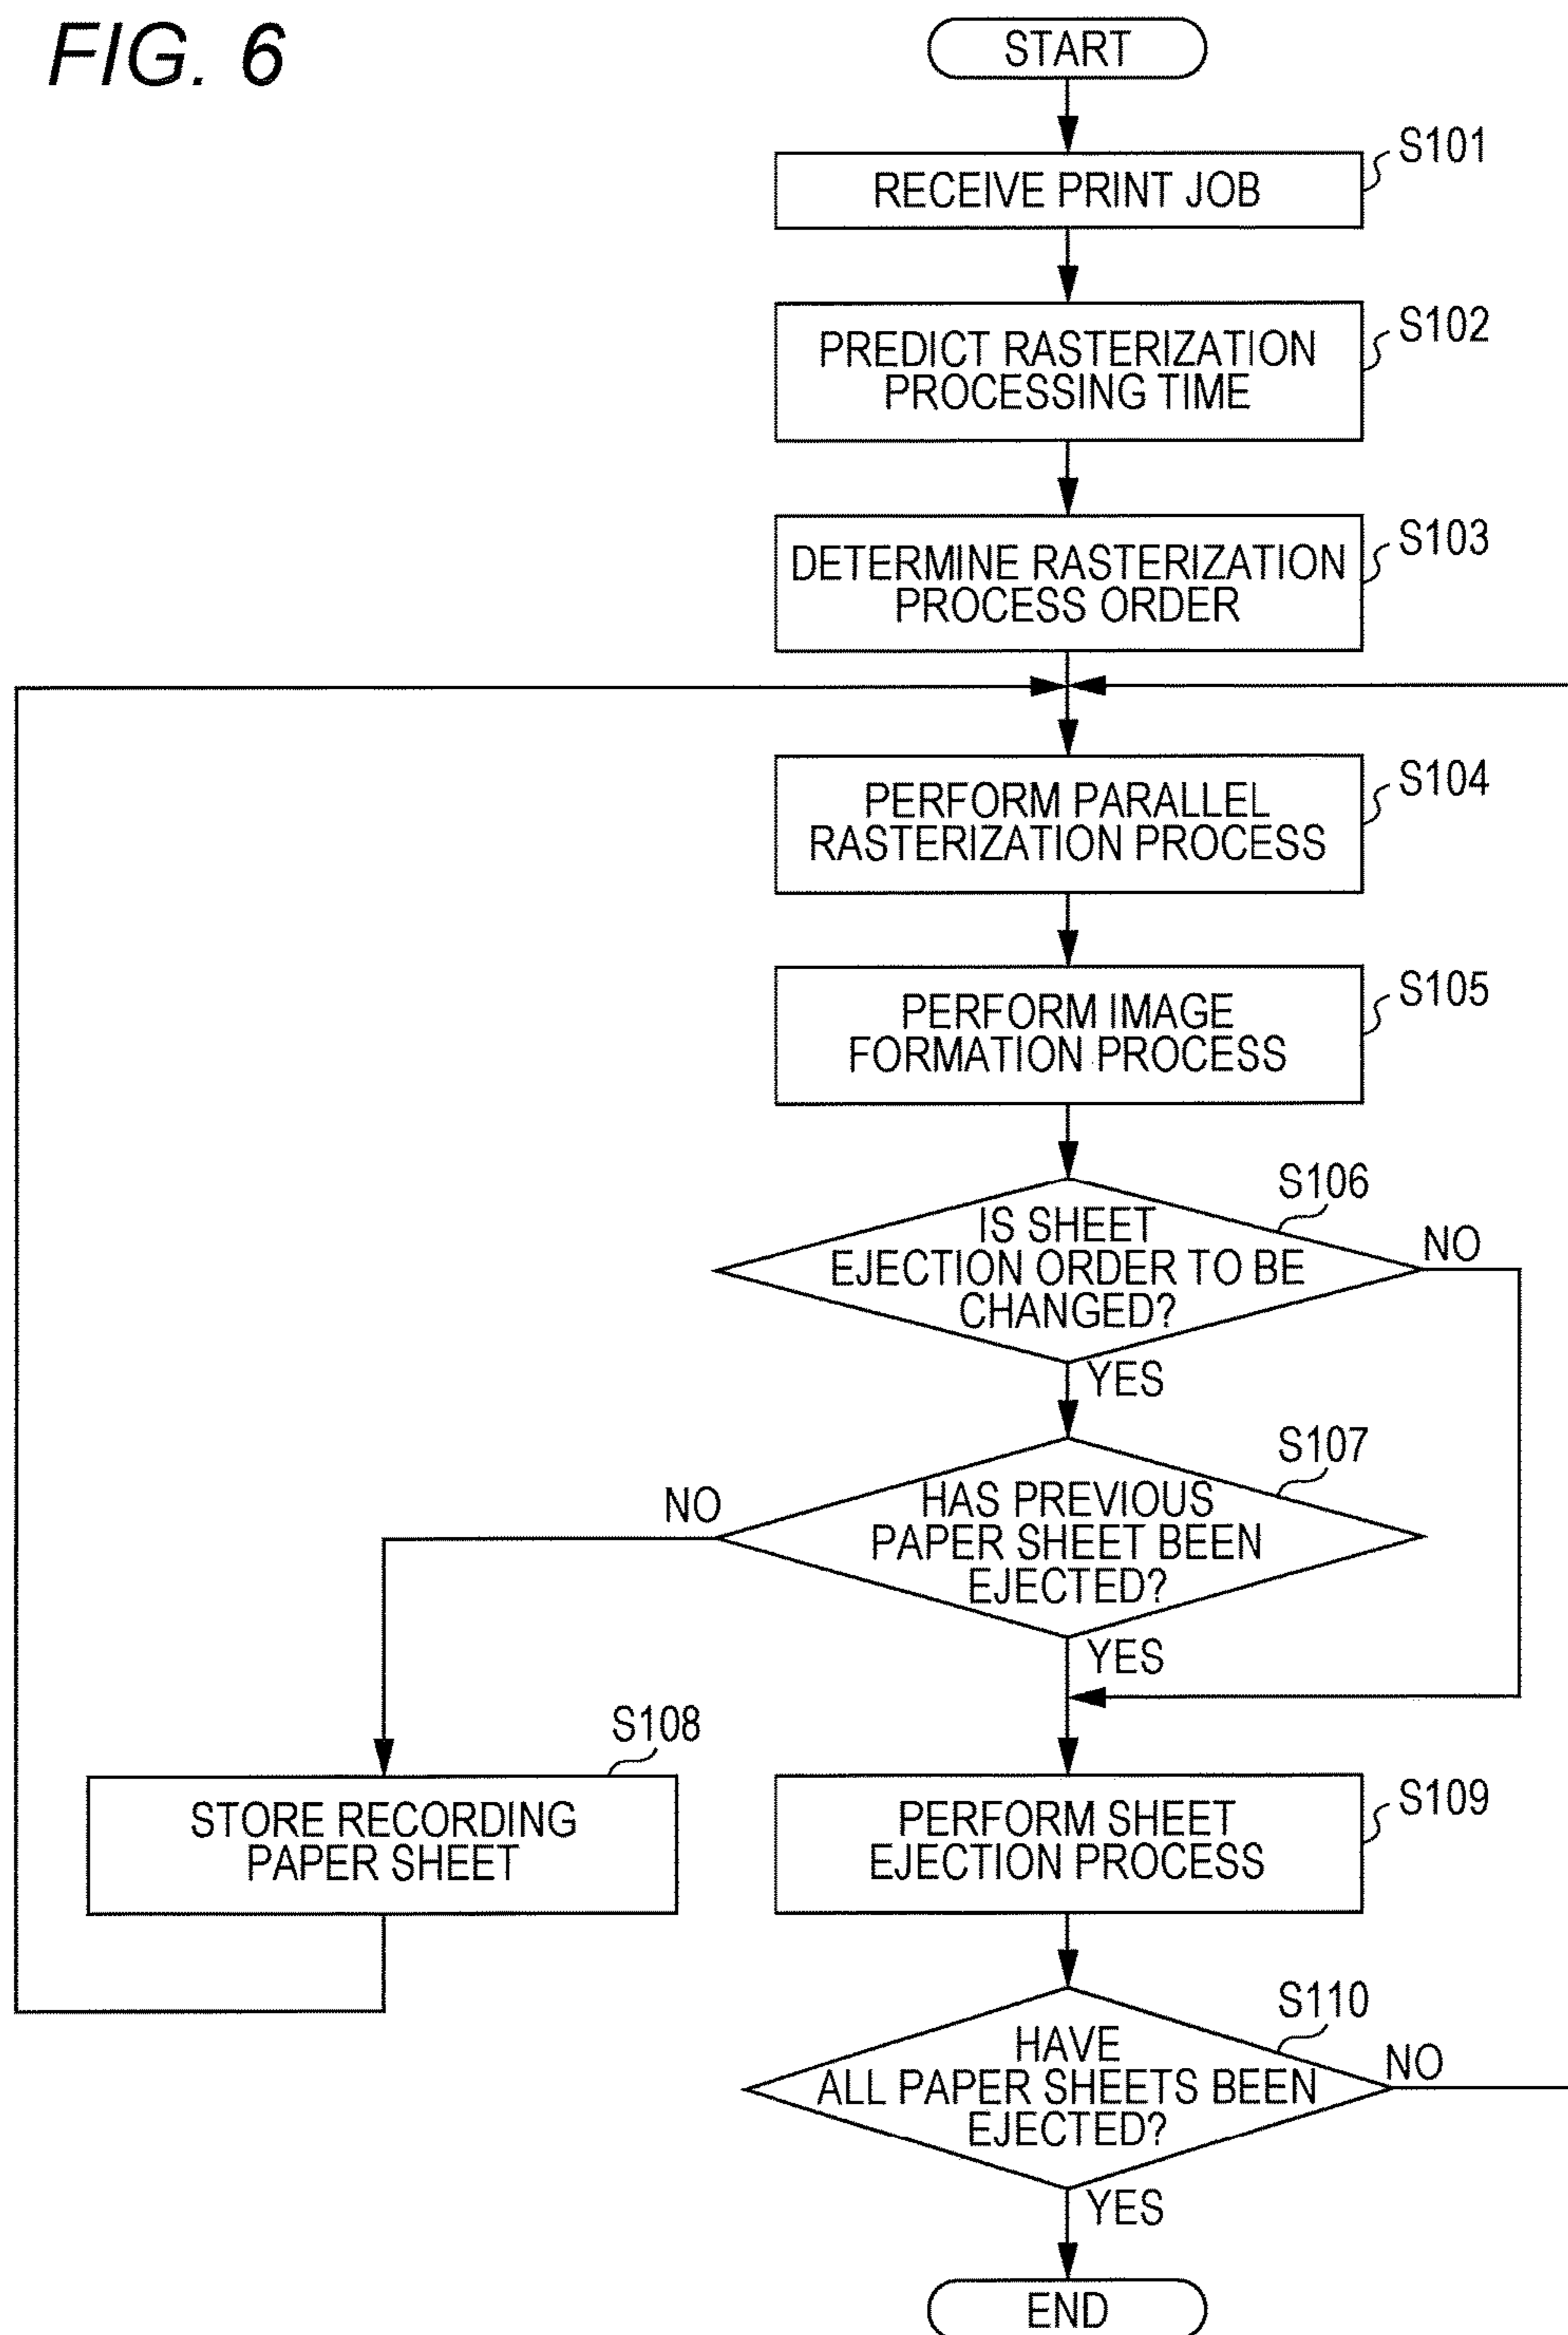 FIG. 6
START
S101
RECEIVE PRINT JOB
S102
PREDICT RASTERIZATION
PROCESSING TIME
S103
DETERMINE RASTERIZATION
PROCESS ORDER
S104
PERFORM PARALLEL
RASTERIZATION PROCESS
S105
PERFORM IMAGE
FORMATION PROCESS
S106
IS SHEET
EJECTION ORDER TO BE
CHANGED?
NO
YES
S107
HAS PREVIOUS
PAPER SHEET BEEN
EJECTED?
NO
YES
S108
STORE RECORDING
PAPER SHEET
S109
PERFORM SHEET
EJECTION PROCESS
S110
HAVE
ALL PAPER SHEETS BEEN
EJECTED?
NO
YES
END